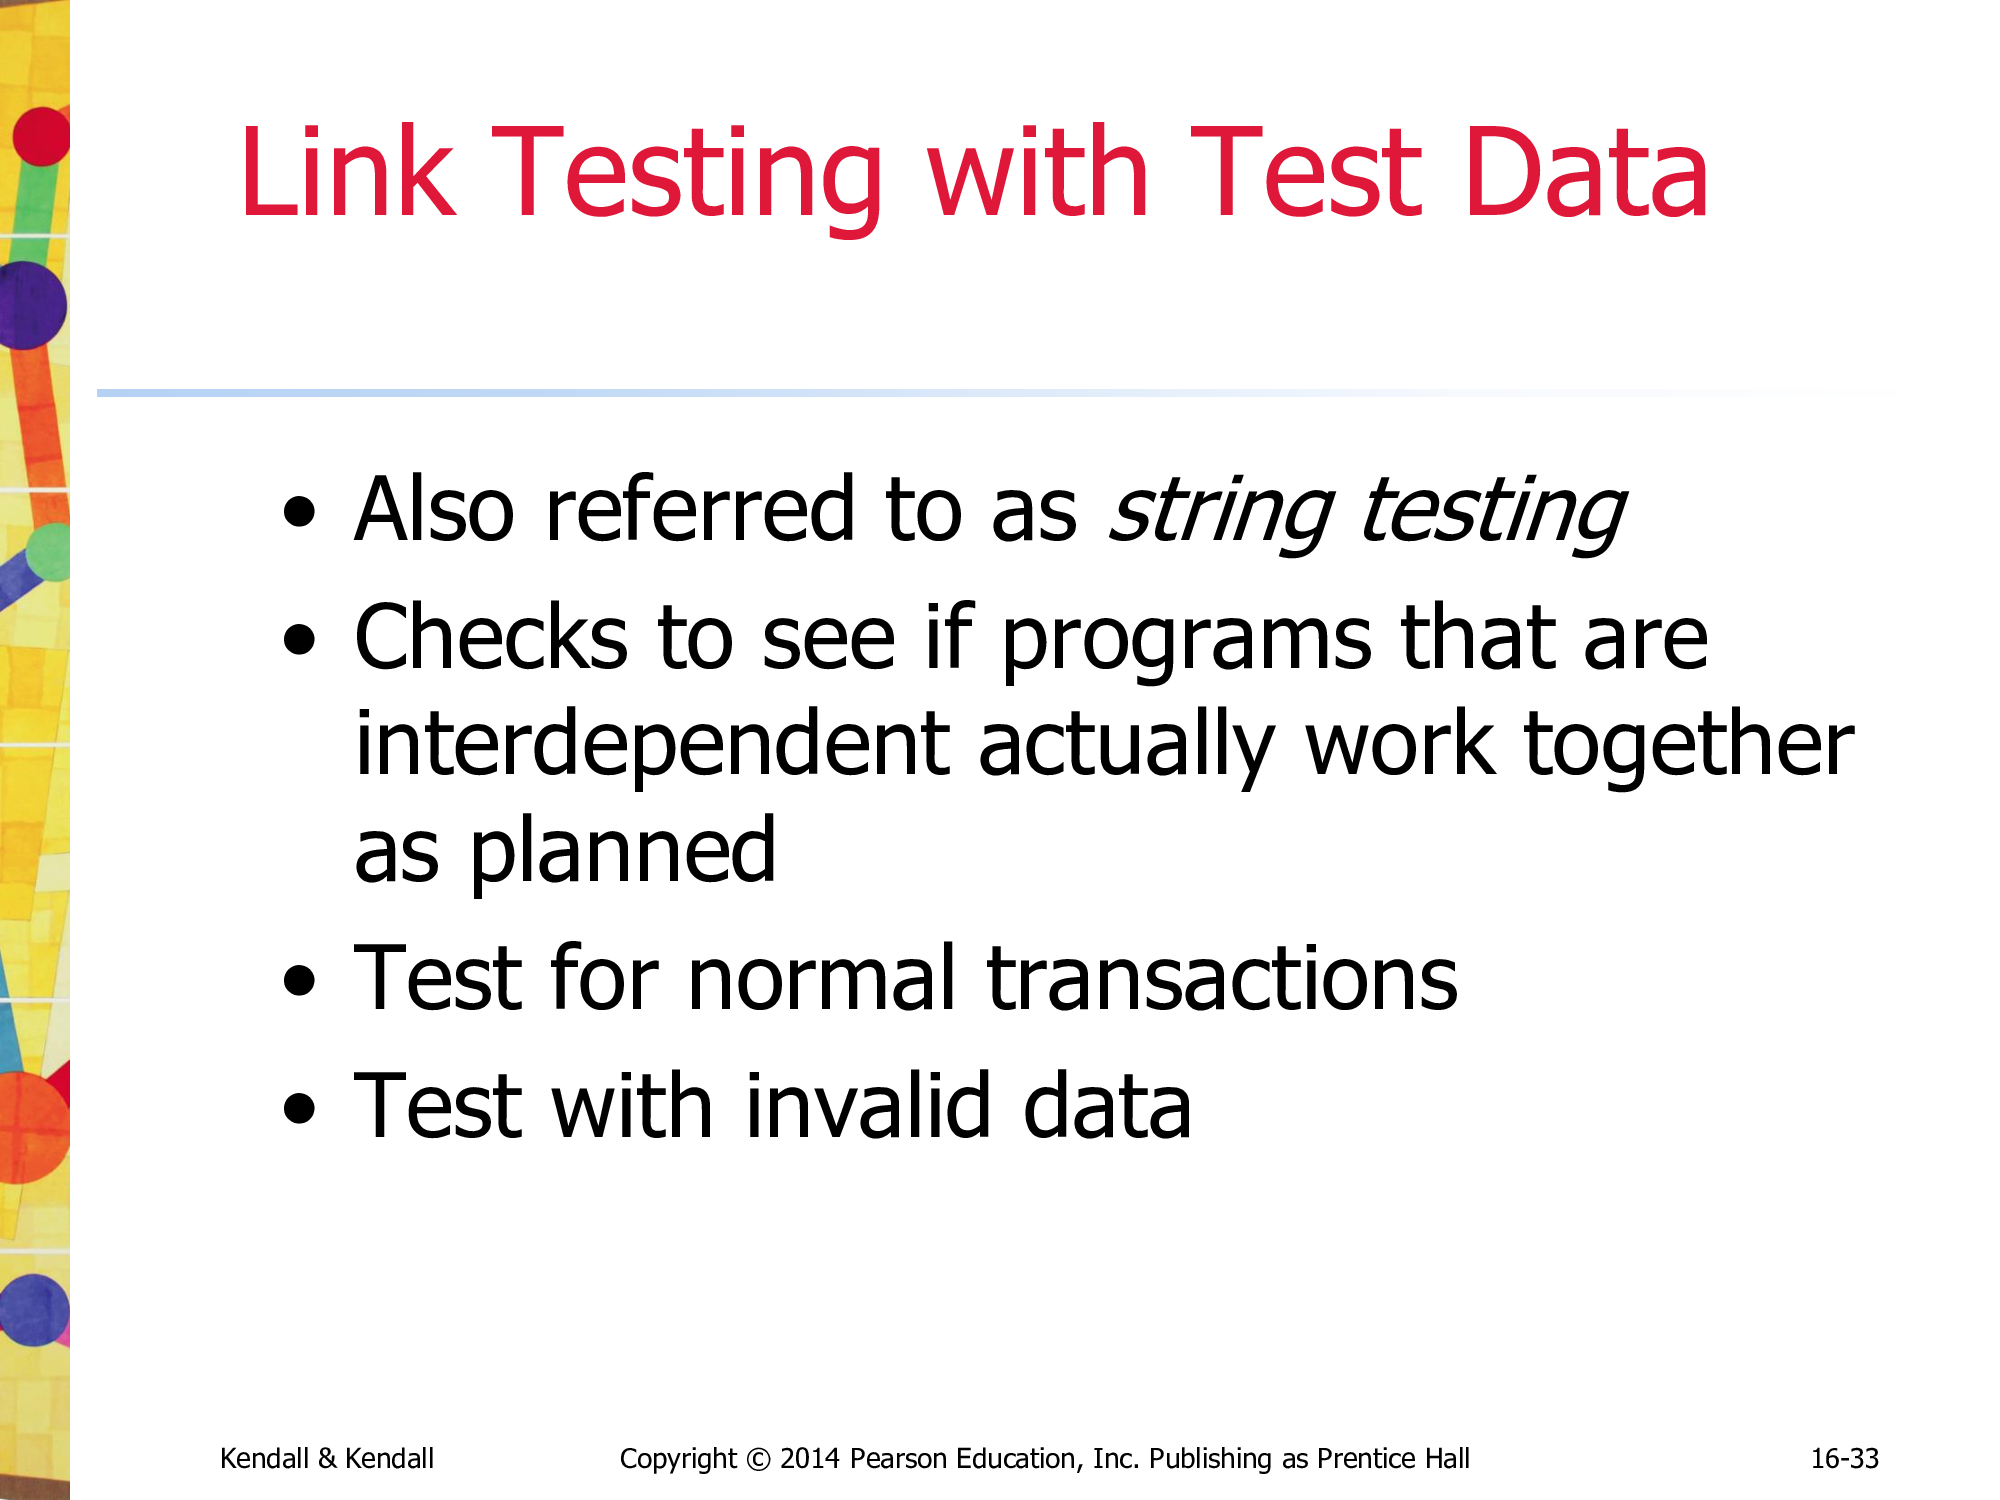 Link Testing with Test Data
• Also referred to as string testing
• Checks to see if programs that are
interdependent actually work together
as planned
• Test for normal transactions
• Test with invalid data
Kendall & Kendall
Copyright © 2014 Pearson Education, Inc. Publishing as Prentice Hall
16-33